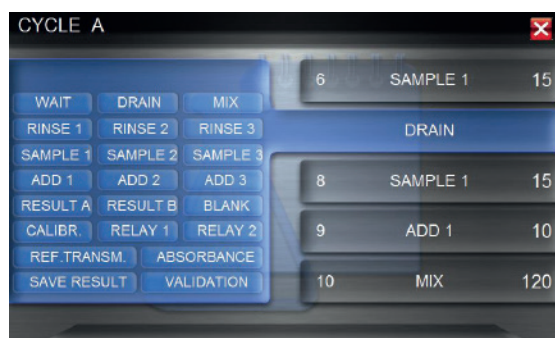 CYCLE A
WAIT DRAIN MIX
RINSE 1 RINSE 2 RINSE 3
SAMPLE 1 SAMPLE 2 SAMPLE 3
ADD 1 ADD 2 ADD 3
RESULT A RESULT B BLANK
CALIBR. RELAY 1 RELAY 2
REF.TRANSM. ABSORBANCE
SAVE RESULT VALIDATION
6 SAMPLE 1 15
DRAIN
8 SAMPLE 1 15
9 ADD 1 10
10 MIX 120